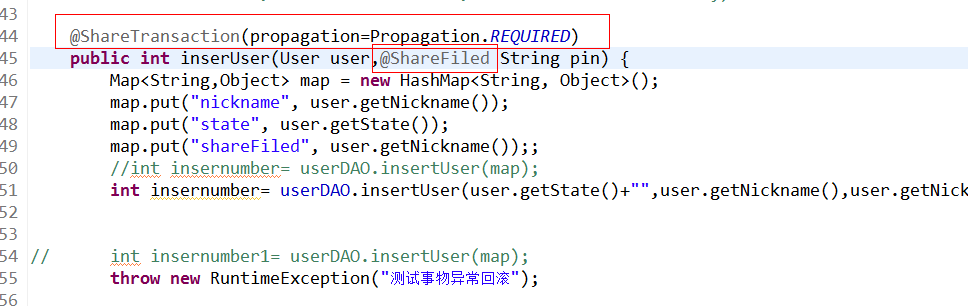 43
44 @ShareTransaction(propagation=Propagation.REQUIRED)
45 public int inserUser(User user,@ShareFiled String pin) {
46 Map<String,Object> map = new HashMap<String, Object>();
47 map.put("nickname", user.getNickname());
48 map.put("state", user.getState());
49 map.put("shareFiled", user.getNickname());;
50 //int insernumber= userDAO.insertUser(map);
51 int insernumber= userDAO.insertUser(user.getState()+"",user.getNickname(),user.getNick
52
53
54 // int insernumber1= userDAO.insertUser(map);
55 throw new RuntimeException("测试事物异常回滚");
56